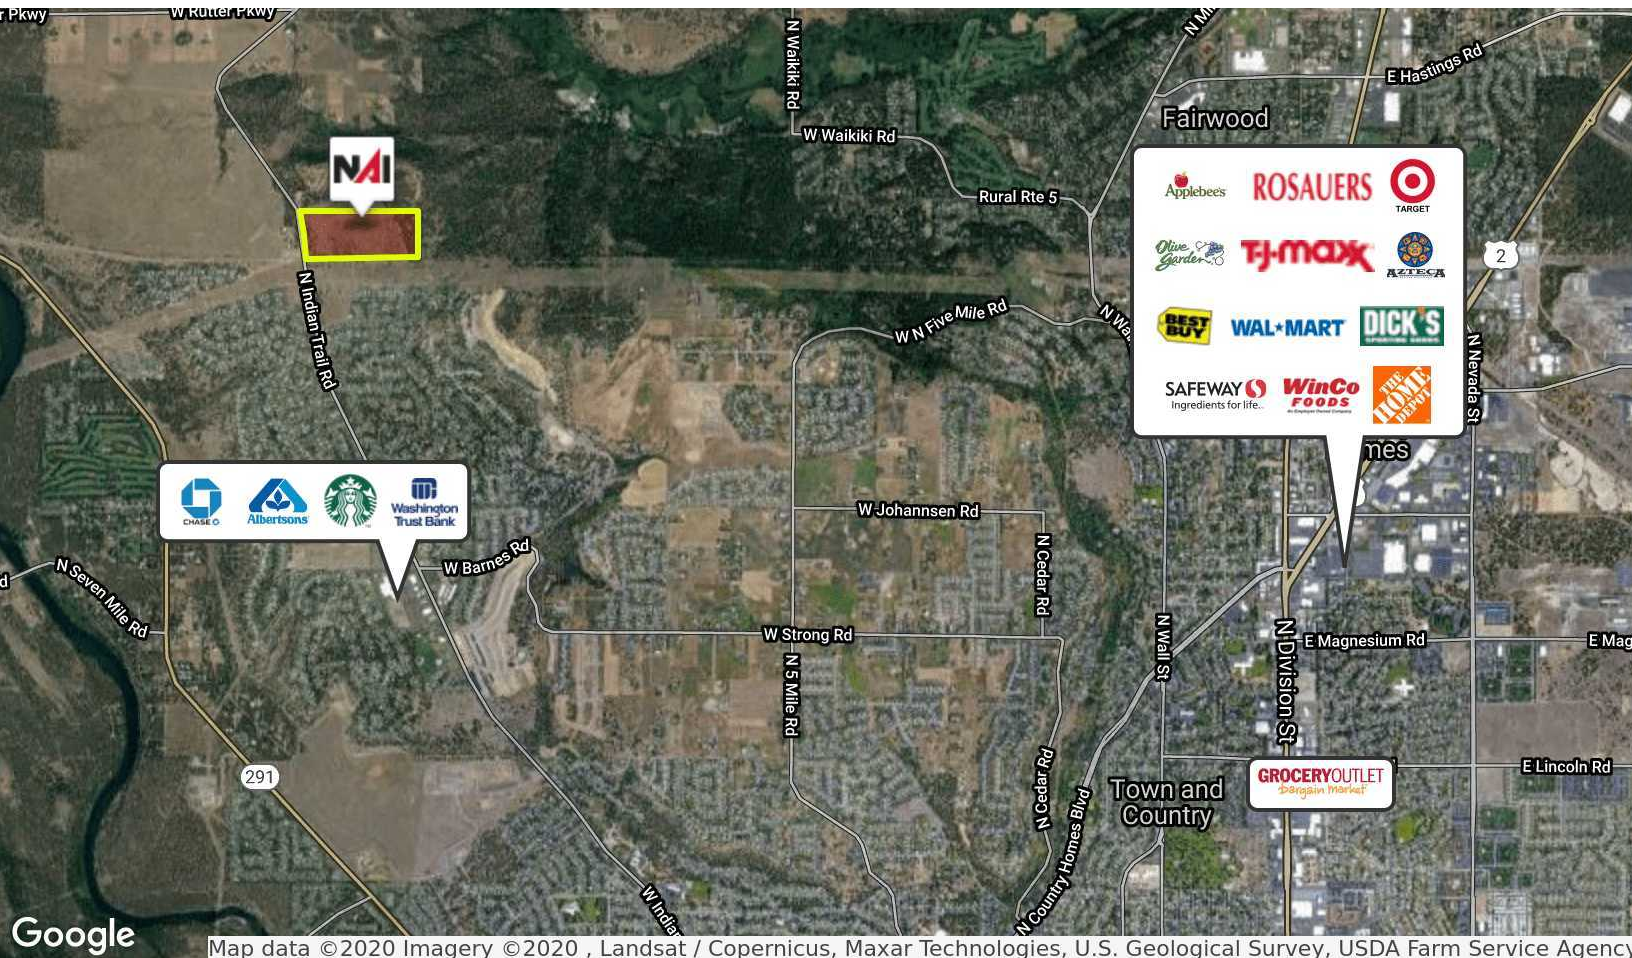 r Pkwy
W Rutter Pkwy
N Waikiki Rd
W Waikiki Rd
Rural Rte 5
E Hastings Rd
Fairwood
NAI
N Indian Trail Rd
W N Five Mile Rd
Applebee's
ROSAUERS
TARGET
Olive
Garden
T·J·maxx
AZTECA
BEST
BUY
WAL★MART
DICK'S
SPORTING GOODS
SAFEWAY
Ingredients for life..
WinCo
FOODS
THE
HOME
DEPOT
2
N Nevada St
mes
CHASE
Albertsons
Washington
Trust Bank
W Barnes Rd
W Johannsen Rd
N Cedar Rd
N Seven Mile Rd
d
W Strong Rd
N 5 Mile Rd
N Wall St
N Division St
E Magnesium Rd
E Mag
291
N Cedar Rd
N Country Homes Blvd
Town and
Country
GROCERYOUTLET
bargain market
E Lincoln Rd
W Indian
Google
Map data ©2020 Imagery ©2020 , Landsat / Copernicus, Maxar Technologies, U.S. Geological Survey, USDA Farm Service Agency